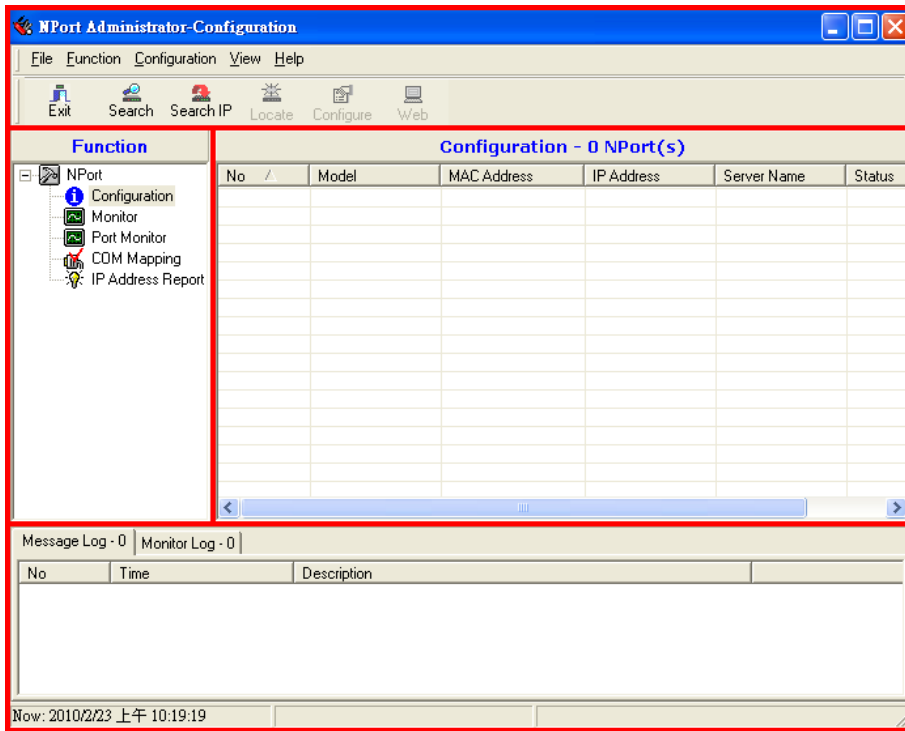 NPort Administrator-Configuration
File Function Configuration View Help
Exit Search Search IP Locate Configure Web
Function
Configuration - 0 NPort(s)
NPort
Configuration
Monitor
Port Monitor
COM Mapping
IP Address Report
No Model MAC Address IP Address Server Name Status
Message Log - 0 Monitor Log - 0
No Time Description
Now: 2010/2/23 上午 10:19:19